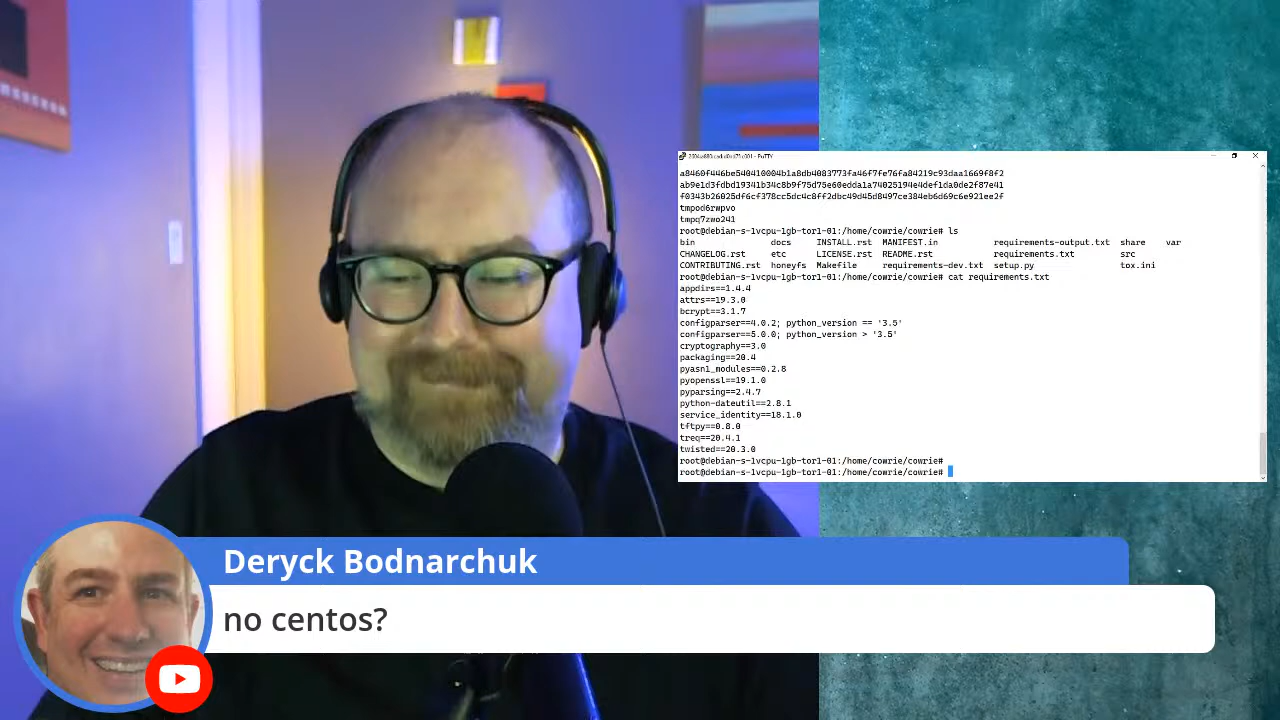 a8460f446be540410004b1a8db4083773fa46f7fe76fa84219c93daa1669f8f2
ab9e1d3fdbd19341b34c8b9f75d75e60edda1a74025194e4def1da0de2f87e41
f0343b26025df6cf378cc5dc4c8ff2dbc49d45d8497ce384eb6d69c6e921ee2f
tmpod6rwpvo
tmpq7zwo241
root@debian-s-1vcpu-1gb-tor1-01:/home/cowrie/cowrie# ls
bin docs INSTALL.rst MANIFEST.in requirements-output.txt share var
CHANGELOG.rst etc LICENSE.rst README.rst requirements.txt src
CONTRIBUTING.rst honeyfs Makefile requirements-dev.txt setup.py tox.ini
root@debian-s-1vcpu-1gb-tor1-01:/home/cowrie/cowrie# cat requirements.txt
appdirs==1.4.4
attrs==19.3.0
bcrypt==3.1.7
configparser==4.0.2; python_version == '3.5'
configparser==5.0.0; python_version > '3.5'
cryptography==3.0
packaging==20.4
pyasn1_modules==0.2.8
pyopenssl==19.1.0
pyparsing==2.4.7
python-dateutil==2.8.1
service_identity==18.1.0
tftpy==0.8.0
treq==20.4.1
twisted==20.3.0
root@debian-s-1vcpu-1gb-tor1-01:/home/cowrie/cowrie#
root@debian-s-1vcpu-1gb-tor1-01:/home/cowrie/cowrie#
Deryck Bodnarchuk
no centos?